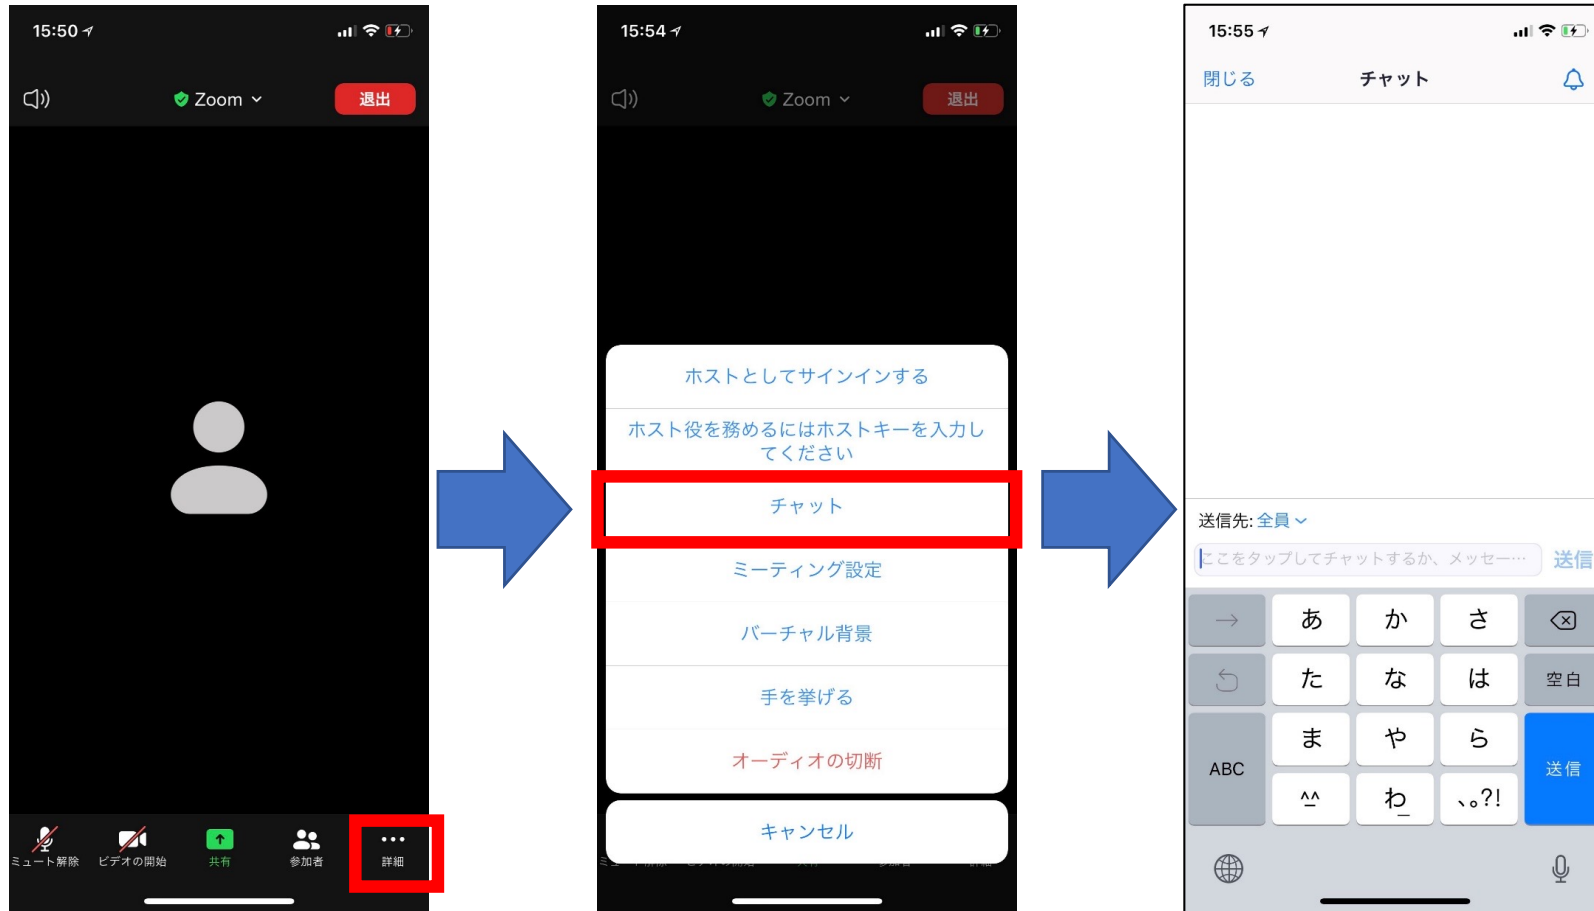 15:50
Zoom
退出
ミュート解除
ビデオの開始
共有
参加者
詳細
15:54
Zoom
退出
ホストとしてサインインする
ホスト役を務めるにはホストキーを入力し
てください
チャット
ミーティング設定
バーチャル背景
手を挙げる
オーディオの切断
キャンセル
15:55
閉じる
チャット
送信先: 全員
ここをタップしてチャットするか、メッセー…
送信
あ
か
さ
た
な
は
空白
ま
や
ら
ABC
^^
わ
、。?!
送信